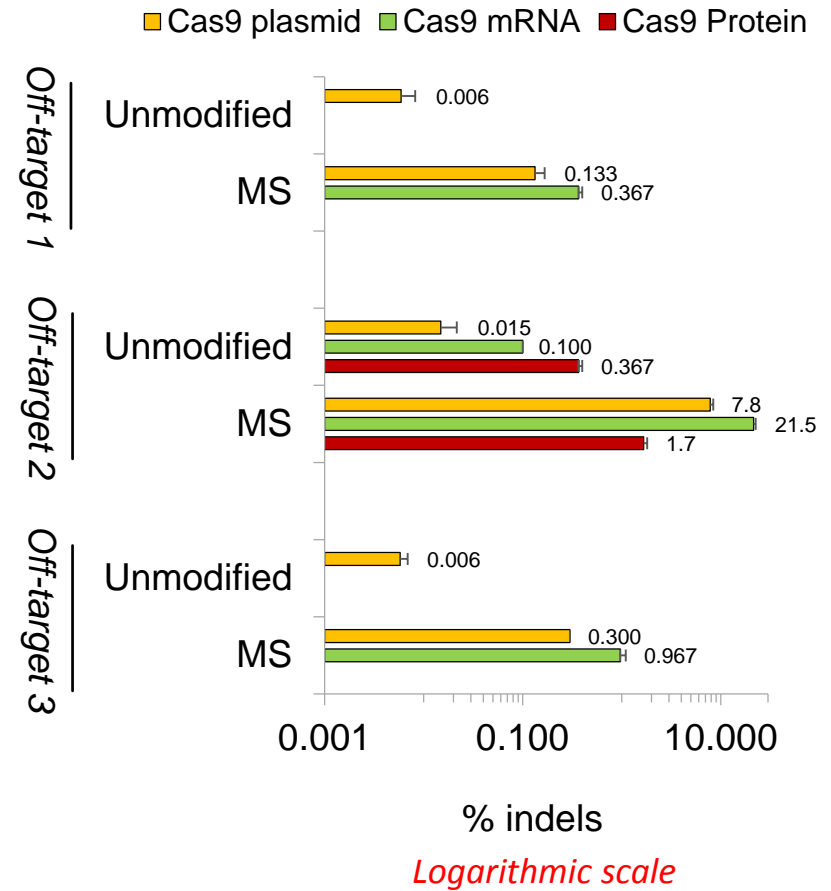 Cas9 plasmid Cas9 mRNA Cas9 Protein
Off-target 1
Unmodified
0.006
MS
0.133
0.367
Off-target 2
Unmodified
0.015
0.100
0.367
MS
7.8
21.5
1.7
Off-target 3
Unmodified
0.006
MS
0.300
0.967
0.001 0.100 10.000
% indels
Logarithmic scale